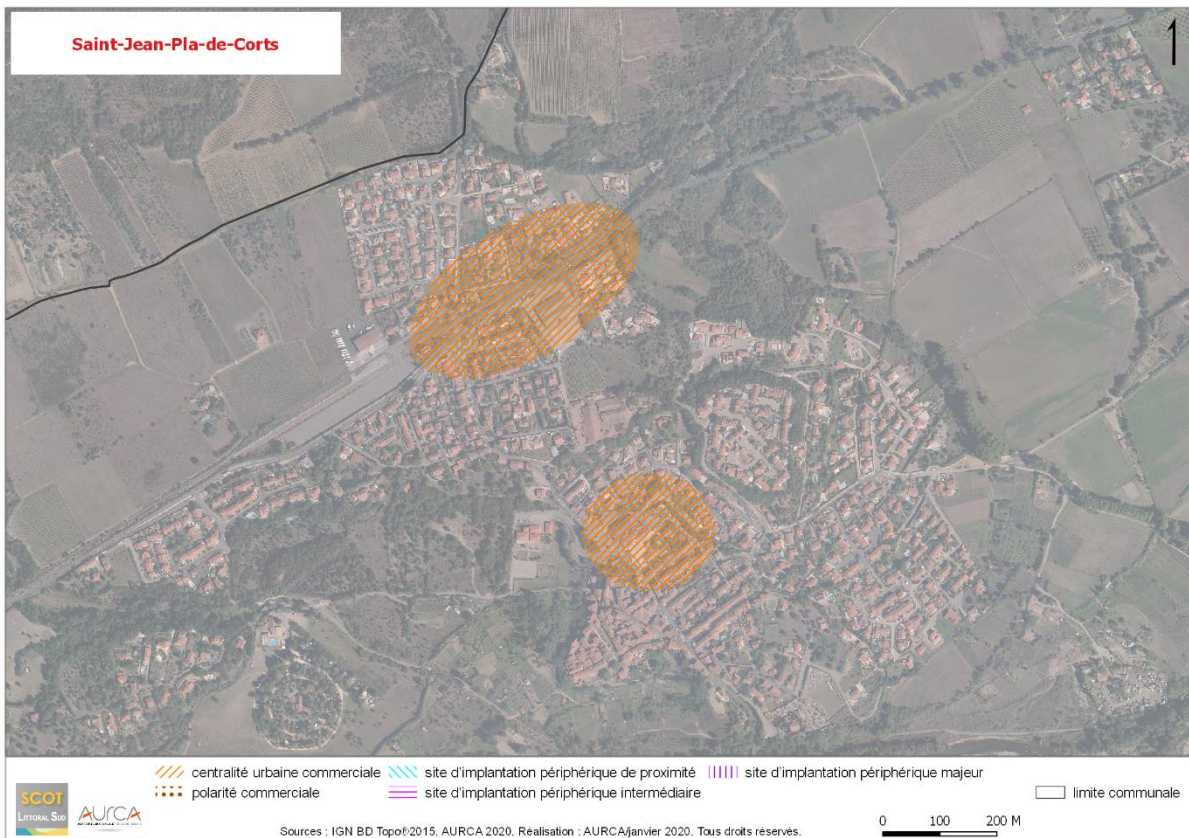 Saint-Jean-Pla-de-Corts
centralité urbaine commerciale
site d'implantation périphérique de proximité
site d'implantation périphérique majeur
polarité commerciale
site d'implantation périphérique intermédiaire
limite communale
SCOT
LITTORAL SUD
AURCA
Sources : IGN BD Topo®2015, AURCA 2020. Réalisation : AURCA/janvier 2020. Tous droits réservés.
0 100 200 M